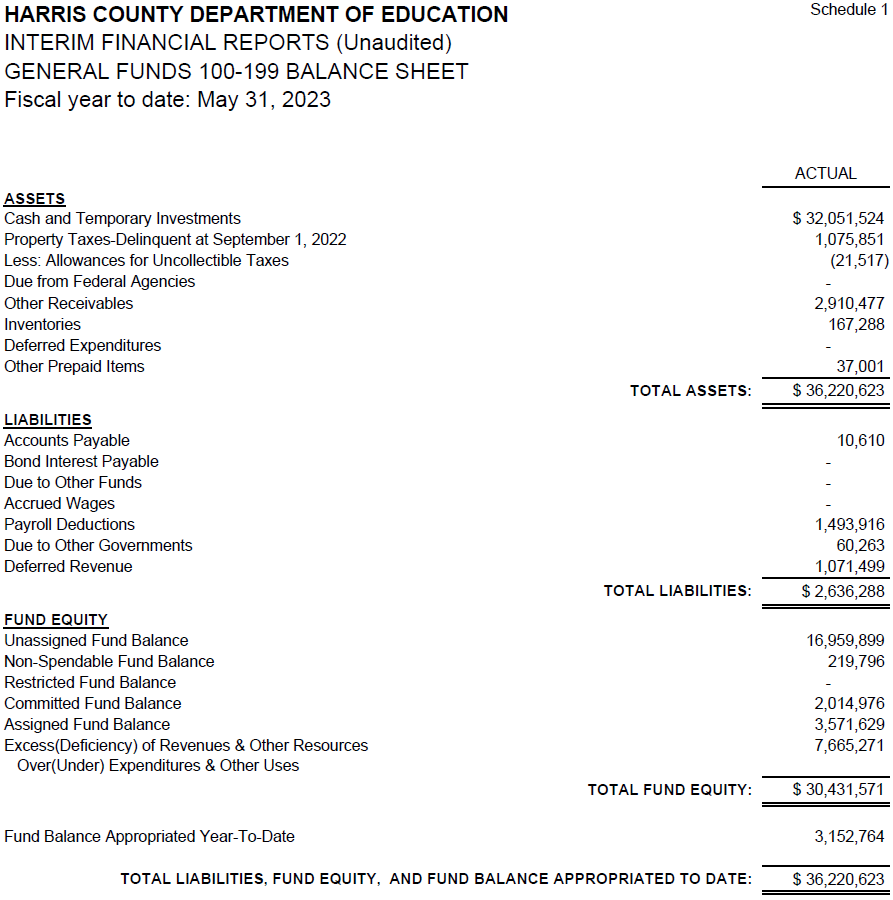 HARRIS COUNTY DEPARTMENT OF EDUCATION Schedule 1
INTERIM FINANCIAL REPORTS (Unaudited)
GENERAL FUNDS 100-199 BALANCE SHEET
Fiscal year to date: May 31, 2023
ACTUAL
ASSETS
Cash and Temporary Investments $ 32,051,524
Property Taxes-Delinquent at September 1, 2022 1,075,851
Less: Allowances for Uncollectible Taxes (21,517)
Due from Federal Agencies -
Other Receivables 2,910,477
Inventories 167,288
Deferred Expenditures -
Other Prepaid Items 37,001
TOTAL ASSETS: $ 36,220,623
LIABILITIES
Accounts Payable 10,610
Bond Interest Payable -
Due to Other Funds -
Accrued Wages -
Payroll Deductions 1,493,916
Due to Other Governments 60,263
Deferred Revenue 1,071,499
TOTAL LIABILITIES: $ 2,636,288
FUND EQUITY
Unassigned Fund Balance 16,959,899
Non-Spendable Fund Balance 219,796
Restricted Fund Balance -
Committed Fund Balance 2,014,976
Assigned Fund Balance 3,571,629
Excess(Deficiency) of Revenues & Other Resources 7,665,271
Over(Under) Expenditures & Other Uses
TOTAL FUND EQUITY: $ 30,431,571
Fund Balance Appropriated Year-To-Date 3,152,764
TOTAL LIABILITIES, FUND EQUITY, AND FUND BALANCE APPROPRIATED TO DATE: $ 36,220,623